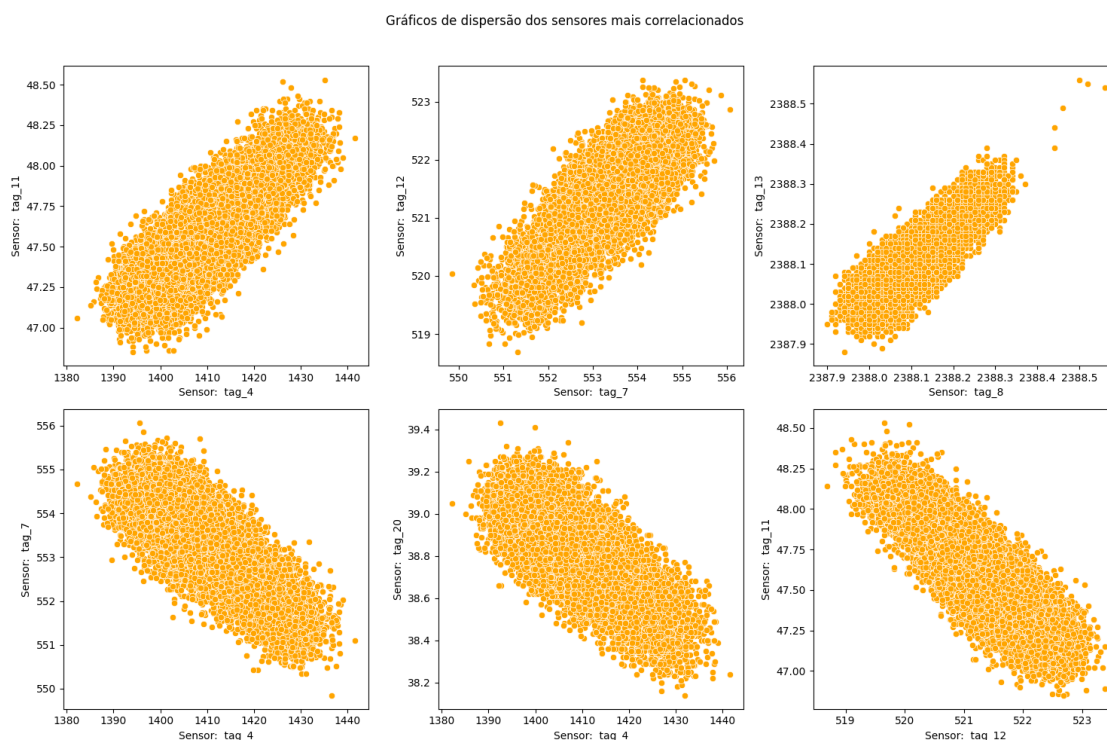 Gráficos de dispersão dos sensores mais correlacionados
48.50
48.25
48.00
47.75
47.50
47.25
47.00
Sensor: tag_11
1380 1390 1400 1410 1420 1430 1440
Sensor: tag_4
523
522
521
520
519
Sensor: tag_12
550 551 552 553 554 555 556
Sensor: tag_7
2388.5
2388.4
2388.3
2388.2
2388.1
2388.0
2387.9
Sensor: tag_13
2387.9 2388.0 2388.1 2388.2 2388.3 2388.4 2388.5
Sensor: tag_8
556
555
554
553
552
551
550
Sensor: tag_7
1380 1390 1400 1410 1420 1430 1440
Sensor: tag_4
39.4
39.2
39.0
38.8
38.6
38.4
38.2
Sensor: tag_20
1380 1390 1400 1410 1420 1430 1440
Sensor: tag_4
48.50
48.25
48.00
47.75
47.50
47.25
47.00
Sensor: tag_11
519 520 521 522 523
Sensor: tag_12